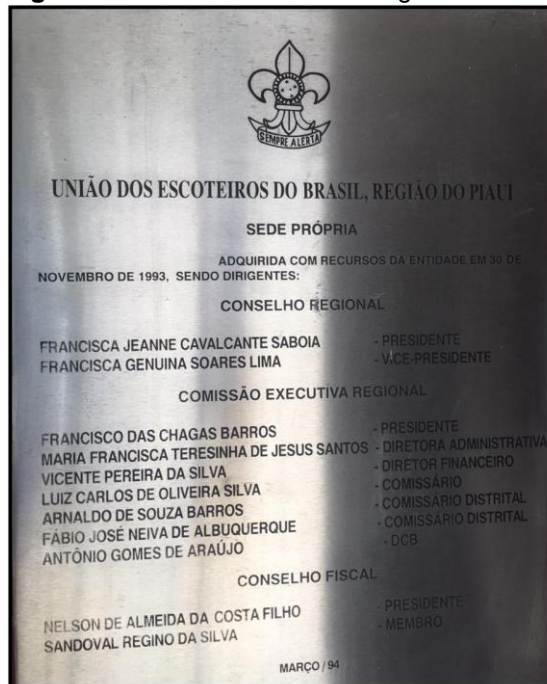 SEMPRE ALERTA
UNIÃO DOS ESCOTEIROS DO BRASIL, REGIÃO DO PIAUI
SEDE PRÓPRIA
ADQUIRIDA COM RECURSOS DA ENTIDADE EM 30 DE
NOVEMBRO DE 1993, SENDO DIRIGENTES:
CONSELHO REGIONAL
FRANCISCA JEANNE CAVALCANTE SABOIA - PRESIDENTE
FRANCISCA GENUINA SOARES LIMA - VICE-PRESIDENTE
COMISSÃO EXECUTIVA REGIONAL
FRANCISCO DAS CHAGAS BARROS - PRESIDENTE
MARIA FRANCISCA TERESINHA DE JESUS SANTOS - DIRETORA ADMINISTRATIVA
VICENTE PEREIRA DA SILVA - DIRETOR FINANCEIRO
LUIZ CARLOS DE OLIVEIRA SILVA - COMISSÁRIO
ARNALDO DE SOUZA BARROS - COMISSÁRIO DISTRITAL
FÁBIO JOSÉ NEIVA DE ALBUQUERQUE - COMISSÁRIO DISTRITAL
ANTÔNIO GOMES DE ARAÚJO - DCB
CONSELHO FISCAL
NELSON DE ALMEIDA DA COSTA FILHO - PRESIDENTE
SANDOVAL REGINO DA SILVA - MEMBRO
MARÇO / 94